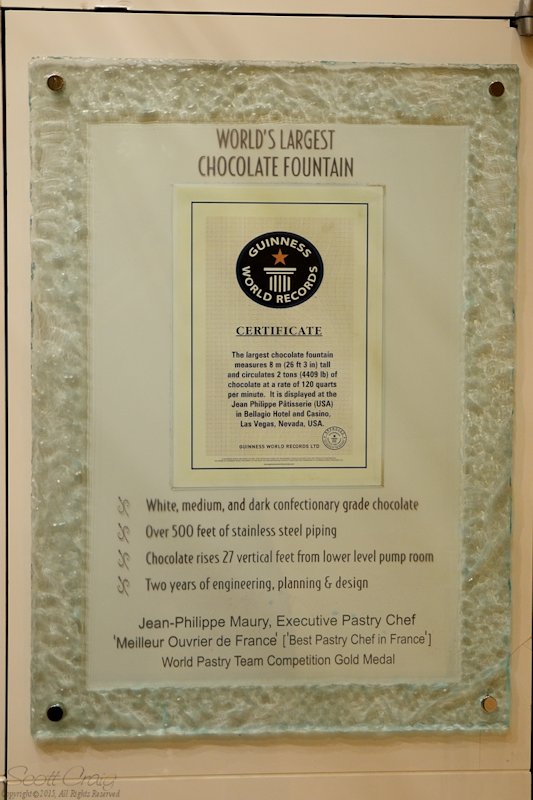 WORLD'S LARGEST
CHOCOLATE FOUNTAIN
GUINNESS
WORLD RECORDS
CERTIFICATE
The largest chocolate fountain
measures 8 m (26 ft 3 in) tall
and circulates 2 tons (4409 lb) of
chocolate at a rate of 120 quarts
per minute. It is displayed at the
Jean Philippe Pâtisserie (USA)
in Bellagio Hotel and Casino,
Las Vegas, Nevada, USA.
GUINNESS WORLD RECORDS LTD
White, medium, and dark confectionary grade chocolate
Over 500 feet of stainless steel piping
Chocolate rises 27 vertical feet from lower level pump room
Two years of engineering, planning & design
Jean-Philippe Maury, Executive Pastry Chef
'Meilleur Ouvrier de France' ['Best Pastry Chef in France']
World Pastry Team Competition Gold Medal
Scott Craig
Copyright ©2015, All Rights Reserved